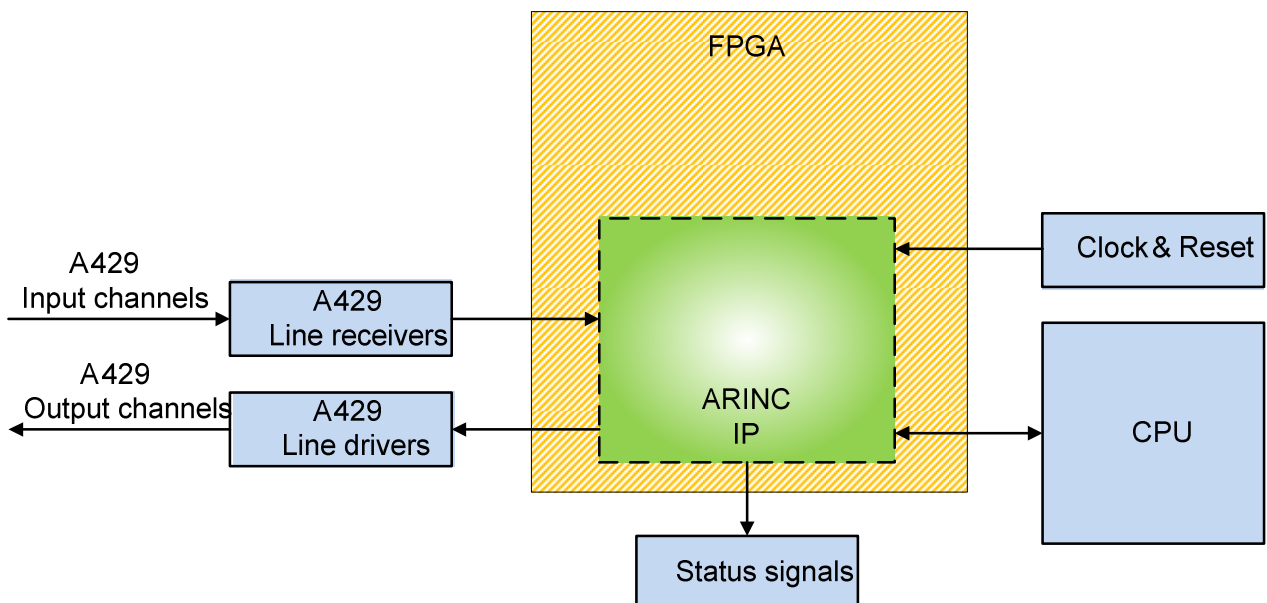 FPGA
A429
Input channels
A429
Line receivers
A429
Output channels
A429
Line drivers
ARINC
IP
Clock & Reset
CPU
Status signals